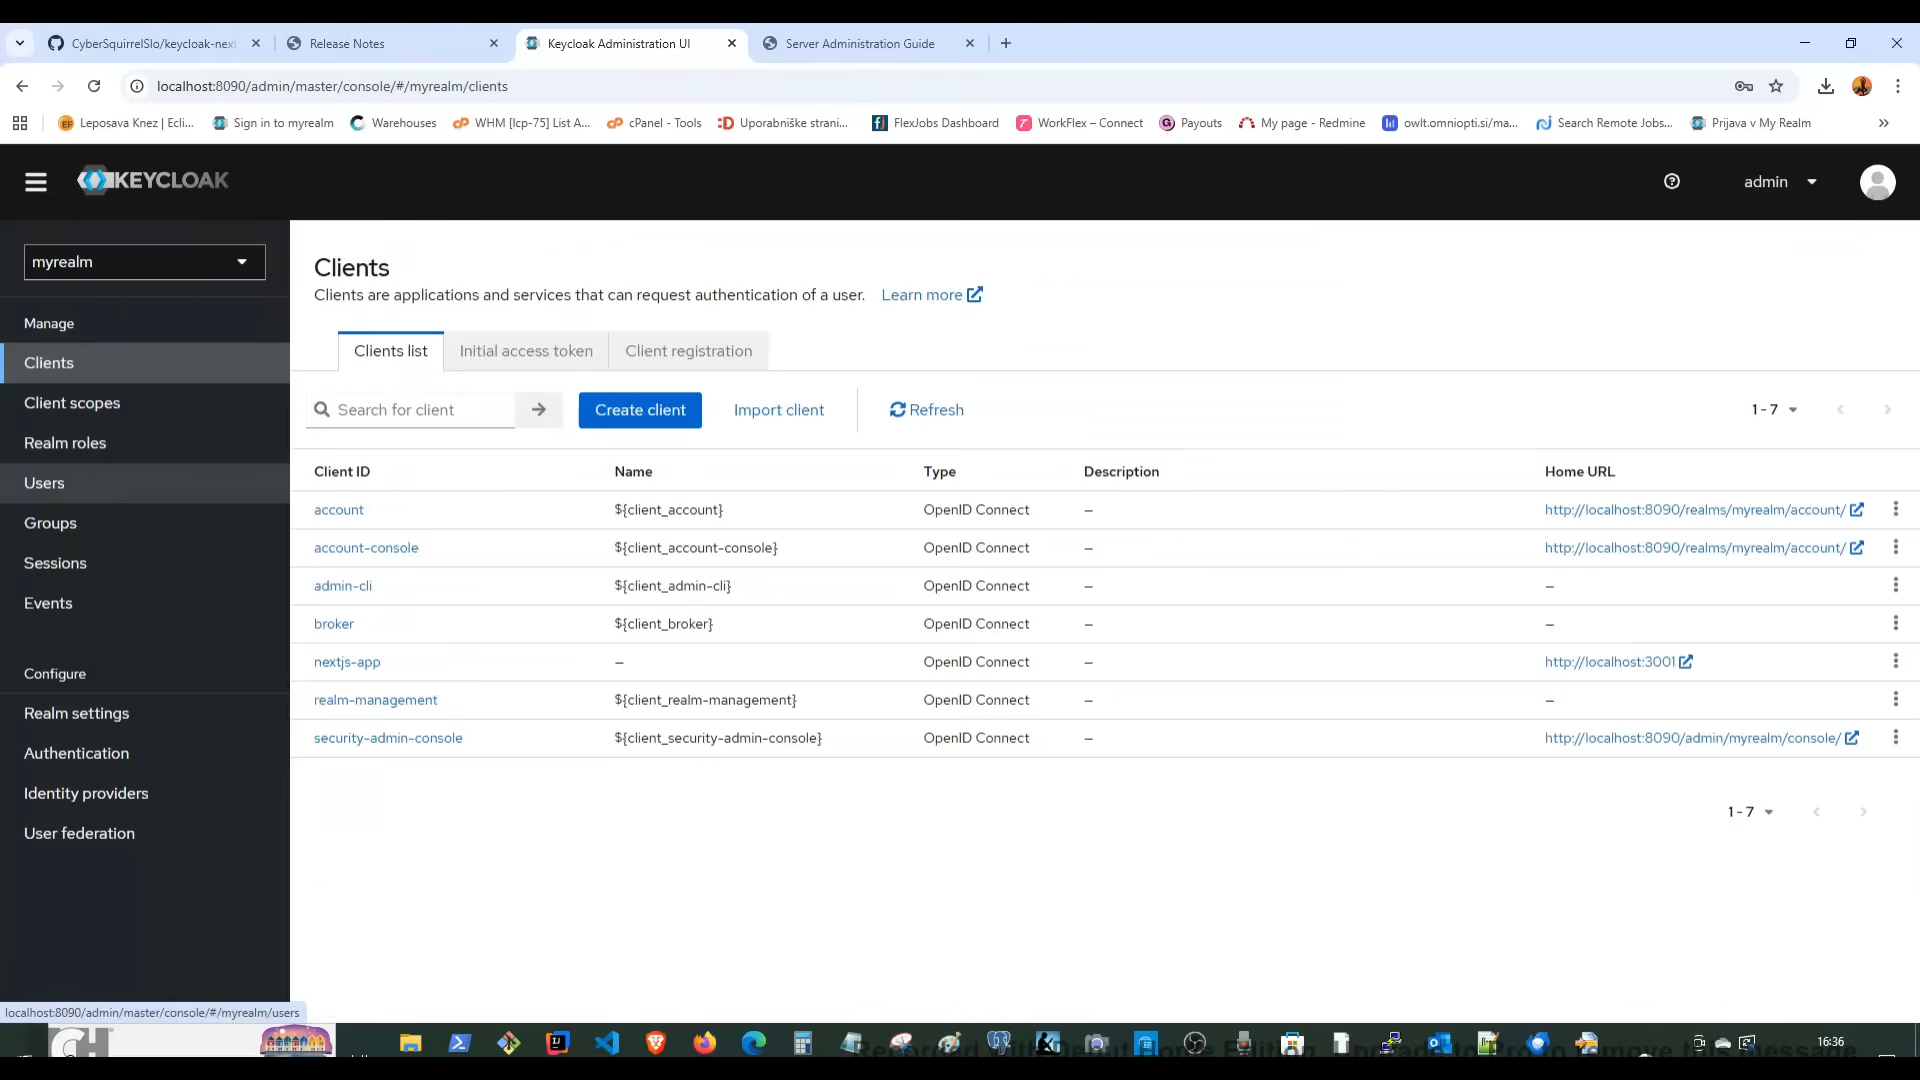 CyberSquirrelSlo/keycloak-next
Release Notes
Keycloak Administration UI
Server Administration Guide
localhost:8090/admin/master/console/#/myrealm/clients
Leposava Knez | Ecli...
Sign in to myrealm
Warehouses
WHM [lcp-75] List A...
cPanel - Tools
Uporabniške strani...
FlexJobs Dashboard
WorkFlex – Connect
Payouts
My page - Redmine
owlt.omniopti.si/ma...
Search Remote Jobs...
Prijava v My Realm
KEYCLOAK
admin
myrealm
Manage
Clients
Client scopes
Realm roles
Users
Groups
Sessions
Events
Configure
Realm settings
Authentication
Identity providers
User federation
Clients
Clients are applications and services that can request authentication of a user. Learn more
Clients list
Initial access token
Client registration
Search for client
Create client
Import client
Refresh
1 - 7
Client ID Name Type Description Home URL
account ${client_account} OpenID Connect – http://localhost:8090/realms/myrealm/account/
account-console ${client_account-console} OpenID Connect – http://localhost:8090/realms/myrealm/account/
admin-cli ${client_admin-cli} OpenID Connect – –
broker ${client_broker} OpenID Connect – –
nextjs-app – OpenID Connect – http://localhost:3001
realm-management ${client_realm-management} OpenID Connect – –
security-admin-console ${client_security-admin-console} OpenID Connect – http://localhost:8090/admin/myrealm/console/
1 - 7
localhost:8090/admin/master/console/#/myrealm/users
16:36